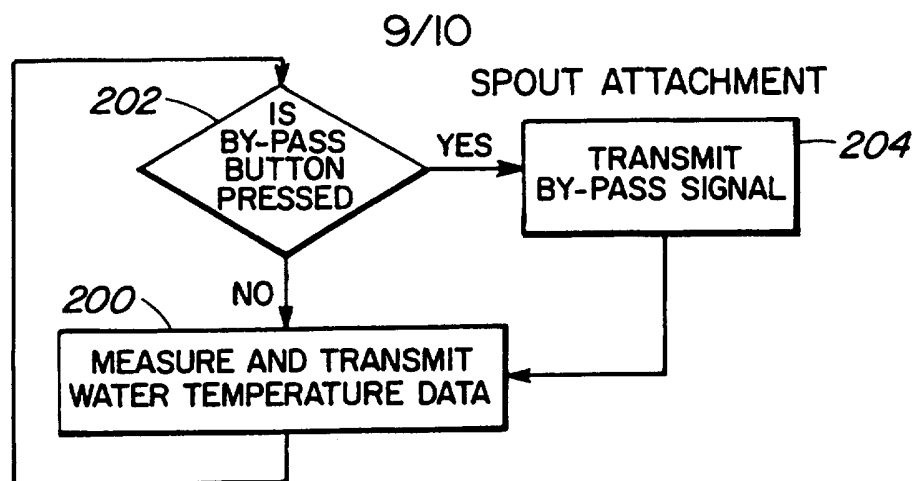 9/10
SPOUT ATTACHMENT
202
IS
BY-PASS
BUTTON
PRESSED
YES
TRANSMIT
BY-PASS SIGNAL
204
NO
200
MEASURE AND TRANSMIT
WATER TEMPERATURE DATA